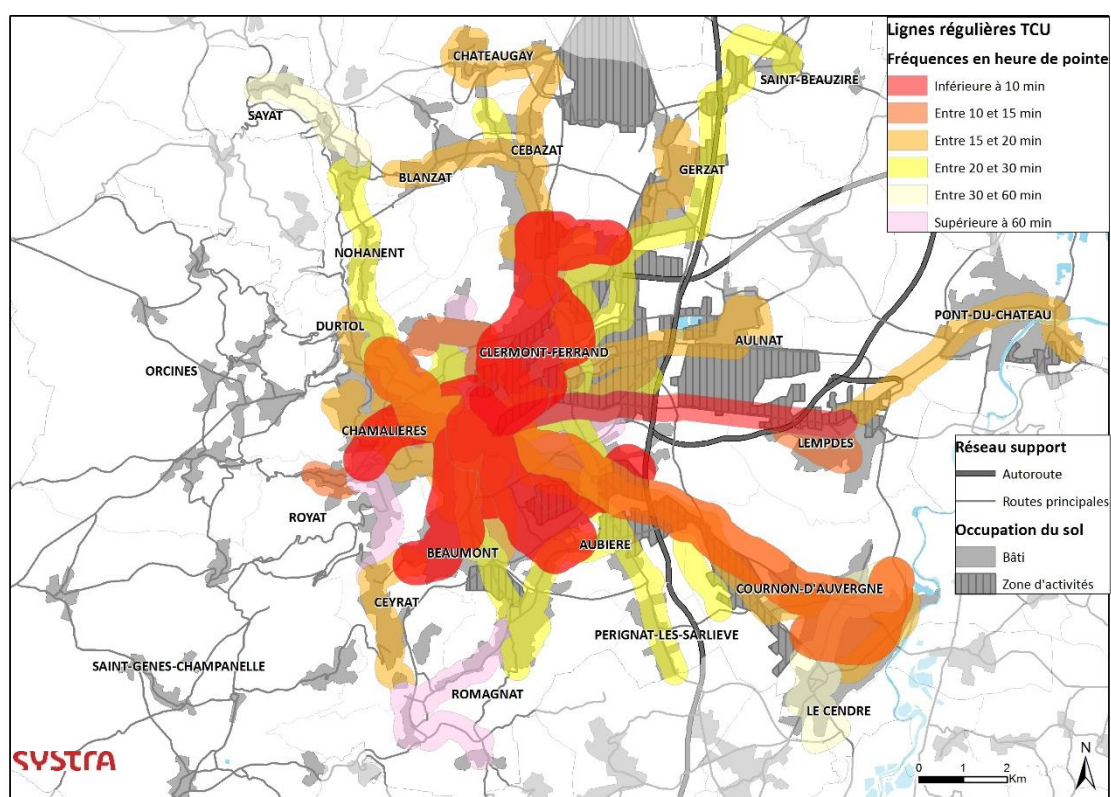 Lignes régulières TCU
Fréquences en heure de pointe
Inférieure à 10 min
Entre 10 et 15 min
Entre 15 et 20 min
Entre 20 et 30 min
Entre 30 et 60 min
Supérieure à 60 min
CHATEAUGAY
SAINT-BEAUZIRE
SAYAT
CEBAZAT
BLANZAT
GERZAT
NOHANENT
PONT-DU-CHATEAU
DURTOL
AULNAT
CLERMONT-FERRAND
ORCINES
CHAMALIERES
LEMPDES
Réseau support
Autoroute
Routes principales
Occupation du sol
Bâti
Zone d'activités
ROYAT
AUBIERE
BEAUMONT
COURNON-D'AUVERGNE
CEYRAT
PERIGNAT-LES-SARLIEVE
SAINT-GENES-CHAMPANELLE
ROMAGNAT
LE CENDRE
SYSTRA
N
0 1 2
Km